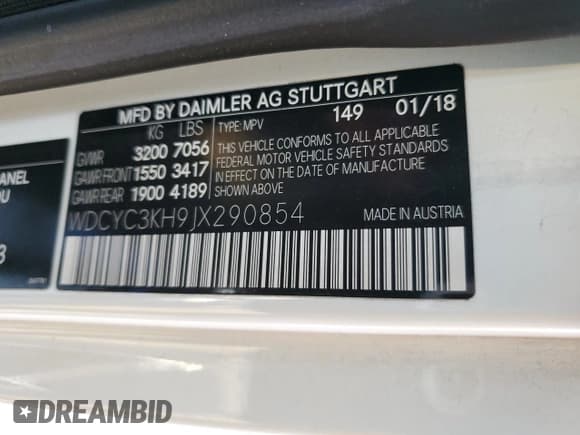 MFD BY DAIMLER AG STUTTGART
KG LBS TYPE: MPV 149 01/18
GVWR 3200 7056
GAWR FRONT 1550 3417
GAWR REAR 1900 4189
THIS VEHICLE CONFORMS TO ALL APPLICABLE
FEDERAL MOTOR VEHICLE SAFETY STANDARDS
IN EFFECT ON THE DATE OF MANUFACTURE
SHOWN ABOVE
WDCYC3KH9JX290854
MADE IN AUSTRIA
ANEL
OU
3
DREAMBID